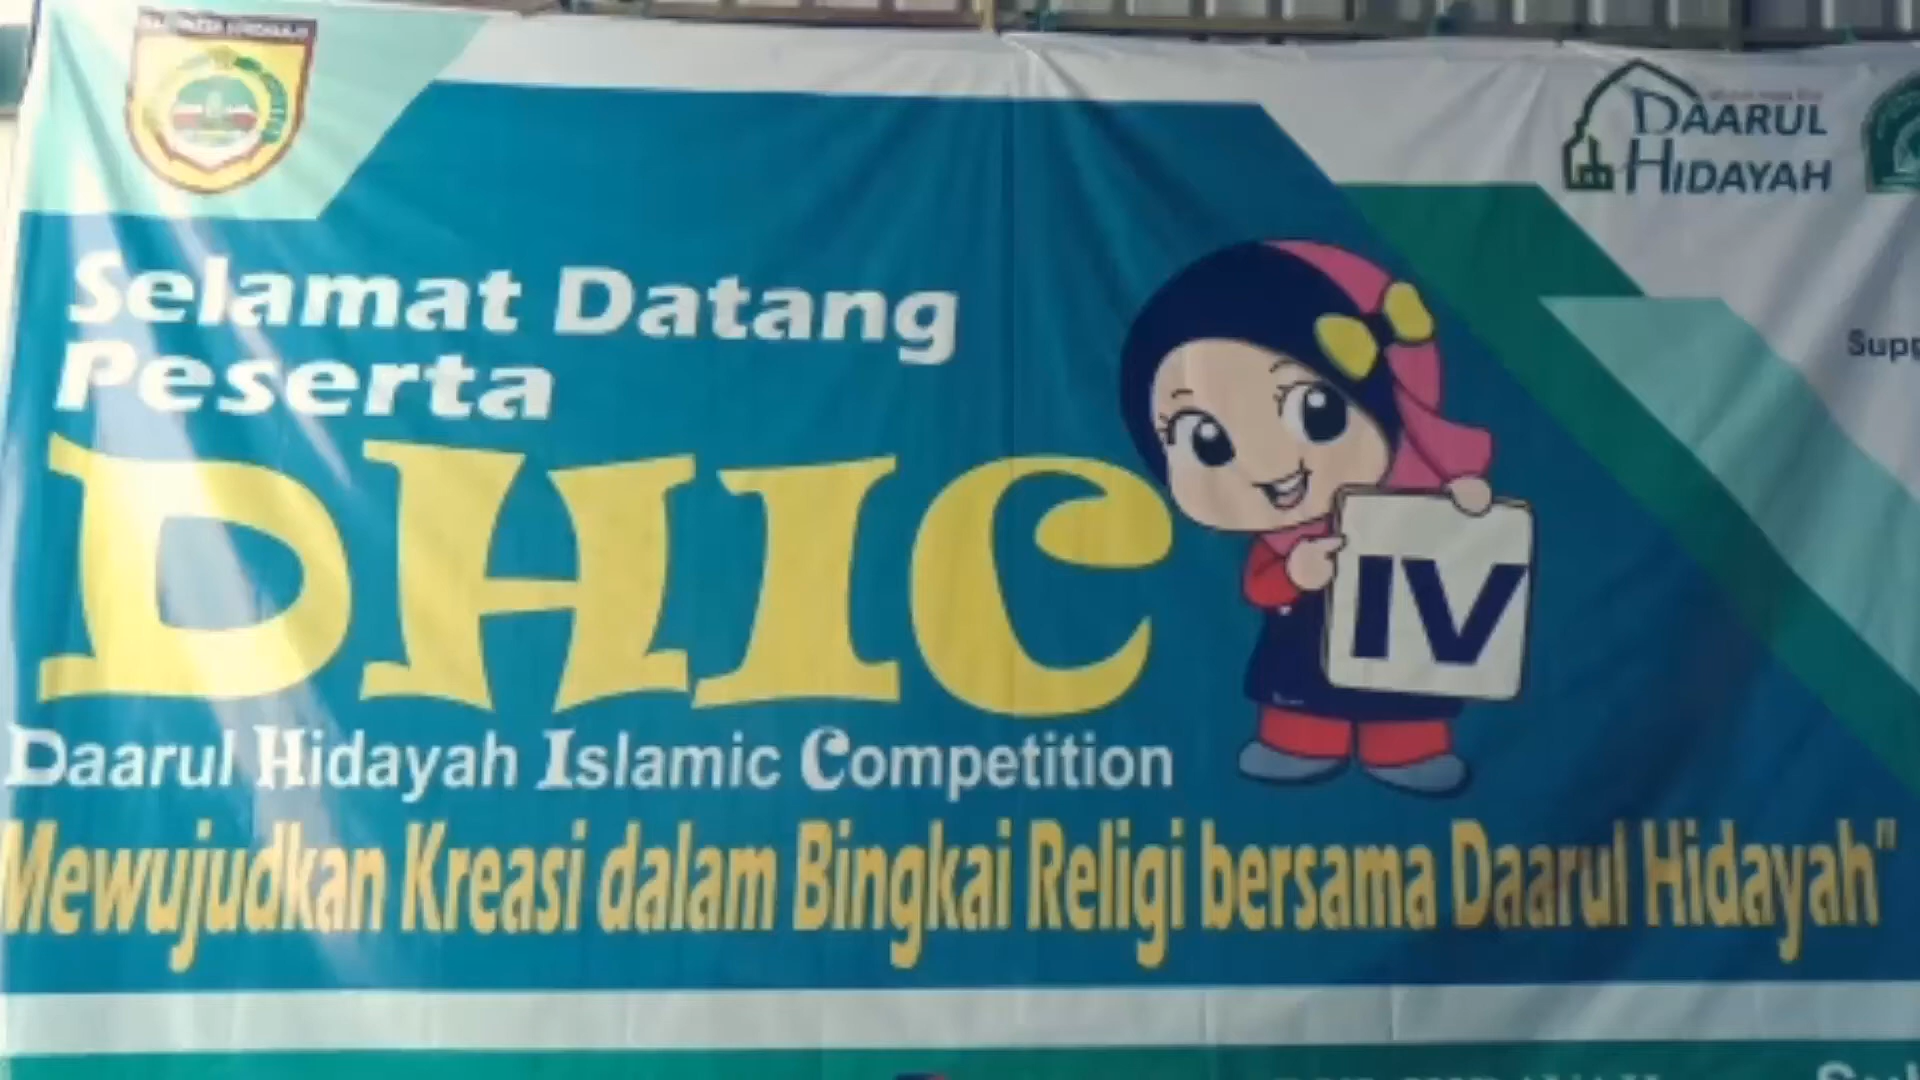 DAARUL
HIDAYAH
Selamat Datang
Peserta
DHIC
IV
Daarul Hidayah Islamic Competition
Mewujudkan Kreasi dalam Bingkai Religi bersama Daarul Hidayah"